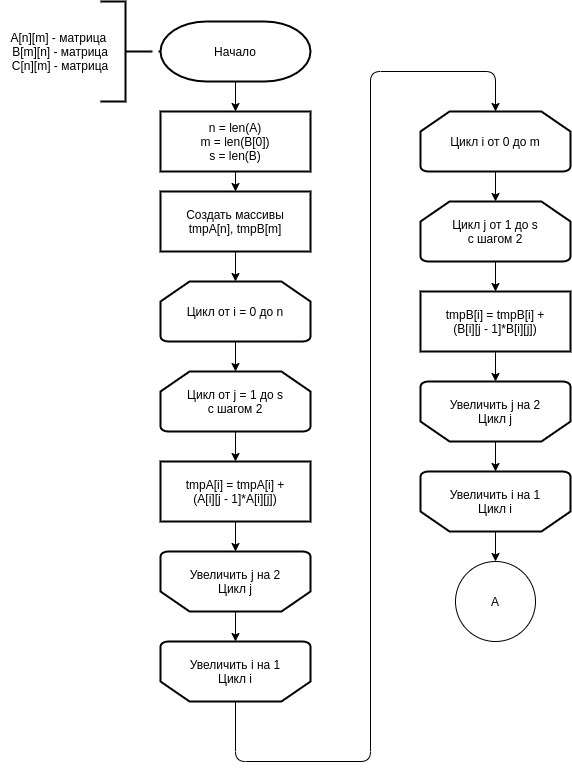 A[n][m] - матрица
B[m][n] - матрица
C[n][m] - матрица
Начало
n = len(A)
m = len(B[0])
s = len(B)
Создать массивы
tmpA[n], tmpB[m]
Цикл от i = 0 до n
Цикл от j = 1 до s
с шагом 2
tmpA[i] = tmpA[i] +
(A[i][j - 1]*A[i][j])
Увеличить j на 2
Цикл j
Увеличить i на 1
Цикл i
Цикл i от 0 до m
Цикл j от 1 до s
с шагом 2
tmpB[i] = tmpB[i] +
(B[i][j - 1]*B[i][j])
Увеличить j на 2
Цикл j
Увеличить i на 1
Цикл i
A